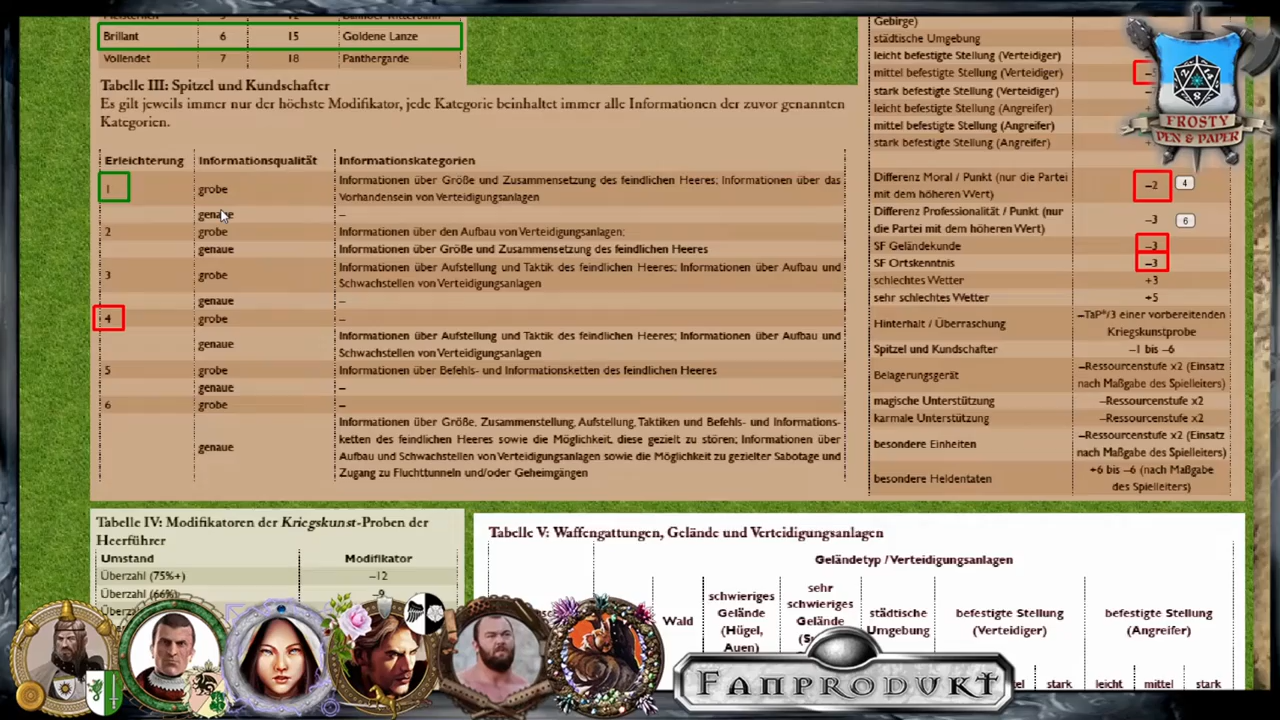 Brillant 6 15 Goldene Lanze
Vollendet 7 18 Panthergarde
Tabelle III: Spitzel und Kundschafter
Es gilt jeweils immer nur der höchste Modifikator, jede Kategorie beinhaltet immer alle Informationen der zuvor genannten
Kategorien.
Erleichterung Informationsqualität Informationskategorien
1 grobe Informationen über Größe und Zusammensetzung des feindlichen Heeres; Informationen über das
Vorhandensein von Verteidigungsanlagen
genaue –
2 grobe Informationen über den Aufbau von Verteidigungsanlagen;
genaue Informationen über Größe und Zusammensetzung des feindlichen Heeres
3 grobe Informationen über Aufstellung und Taktik des feindlichen Heeres; Informationen über Aufbau und
Schwachstellen von Verteidigungsanlagen
genaue –
4 grobe –
genaue Informationen über Aufstellung und Taktik des feindlichen Heeres; Informationen über Aufbau und
Schwachstellen von Verteidigungsanlagen
5 grobe Informationen über Befehls- und Informationsketten des feindlichen Heeres
genaue –
6 grobe –
genaue Informationen über Größe, Zusammenstellung, Aufstellung, Taktiken und Befehls- und Informations-
ketten des feindlichen Heeres sowie die Möglichkeit, diese gezielt zu stören; Informationen über
Aufbau und Schwachstellen von Verteidigungsanlagen sowie die Möglichkeit zu gezielter Sabotage und
Zugang zu Fluchttunneln und/oder Geheimgängen
Gebirge)
städtische Umgebung
leicht befestigte Stellung (Verteidiger)
mittel befestigte Stellung (Verteidiger)
stark befestigte Stellung (Verteidiger)
leicht befestigte Stellung (Angreifer)
mittel befestigte Stellung (Angreifer)
stark befestigte Stellung (Angreifer)
Differenz Moral / Punkt (nur die Partei
mit dem höheren Wert) –2 4
Differenz Professionalität / Punkt (nur
die Partei mit dem höheren Wert) –3 6
SF Geländekunde –3
SF Ortskenntnis –3
schlechtes Wetter +3
sehr schlechtes Wetter +5
Hinterhalt / Überraschung –TaP*/3 einer vorbereitenden
Kriegskunstprobe
Spitzel und Kundschafter –1 bis –6
Belagerungsgerät –Ressourcenstufe x2 (Einsatz
nach Maßgabe des Spielleiters)
magische Unterstützung –Ressourcenstufe x2
karmale Unterstützung –Ressourcenstufe x2
besondere Einheiten –Ressourcenstufe x2 (Einsatz
nach Maßgabe des Spielleiters)
besondere Heldentaten +6 bis –6 (nach Maßgabe
des Spielleiters)
FROSTY
PEN & PAPER
Tabelle IV: Modifikatoren der Kriegskunst-Proben der
Heerführer
Umstand Modifikator
Überzahl (75%+) –12
Überzahl (66%) –9
Tabelle V: Waffengattungen, Gelände und Verteidigungsanlagen
Geländetyp / Verteidigungsanlagen
Wald
schwieriges
Gelände
(Hügel,
Auen)
sehr
schwieriges
Gelände
städtische
Umgebung
befestigte Stellung
(Verteidiger)
befestigte Stellung
(Angreifer)
stark leicht mittel stark
FANPRODUKT